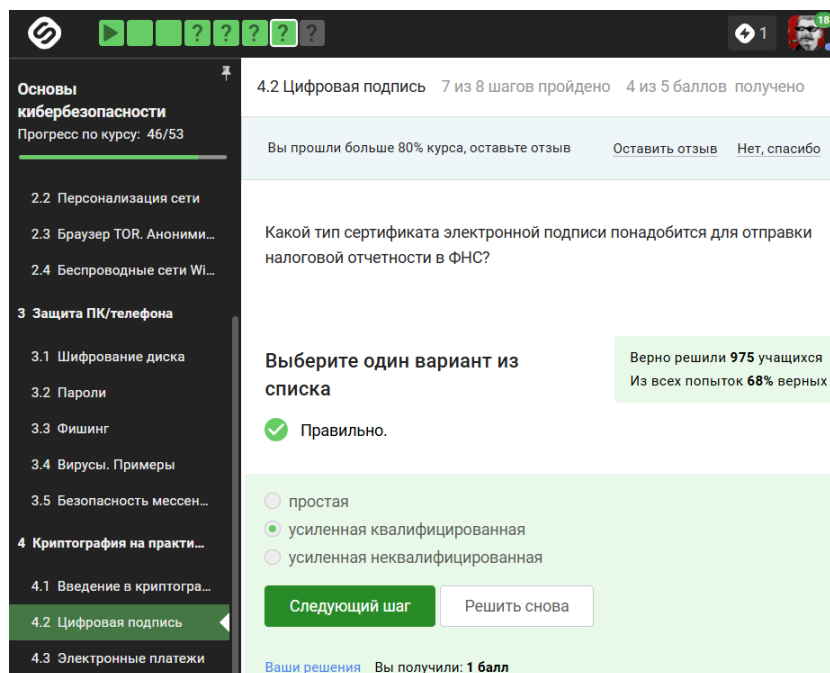 ? ? ? ? ?
1
18
Основы
кибербезопасности
Прогресс по курсу: 46/53
2.2 Персонализация сети
2.3 Браузер TOR. Аноними...
2.4 Беспроводные сети Wi...
3 Защита ПК/телефона
3.1 Шифрование диска
3.2 Пароли
3.3 Фишинг
3.4 Вирусы. Примеры
3.5 Безопасность мессен...
4 Криптография на практи...
4.1 Введение в криптогра...
4.2 Цифровая подпись
4.3 Электронные платежи
4.2 Цифровая подпись 7 из 8 шагов пройдено 4 из 5 баллов получено
Вы прошли больше 80% курса, оставьте отзыв Оставить отзыв Нет, спасибо
Какой тип сертификата электронной подписи понадобится для отправки
налоговой отчетности в ФНС?
Выберите один вариант из
списка
Верно решили 975 учащихся
Из всех попыток 68% верных
Правильно.
простая
усиленная квалифицированная
усиленная неквалифицированная
Следующий шаг Решить снова
Ваши решения Вы получили: 1 балл